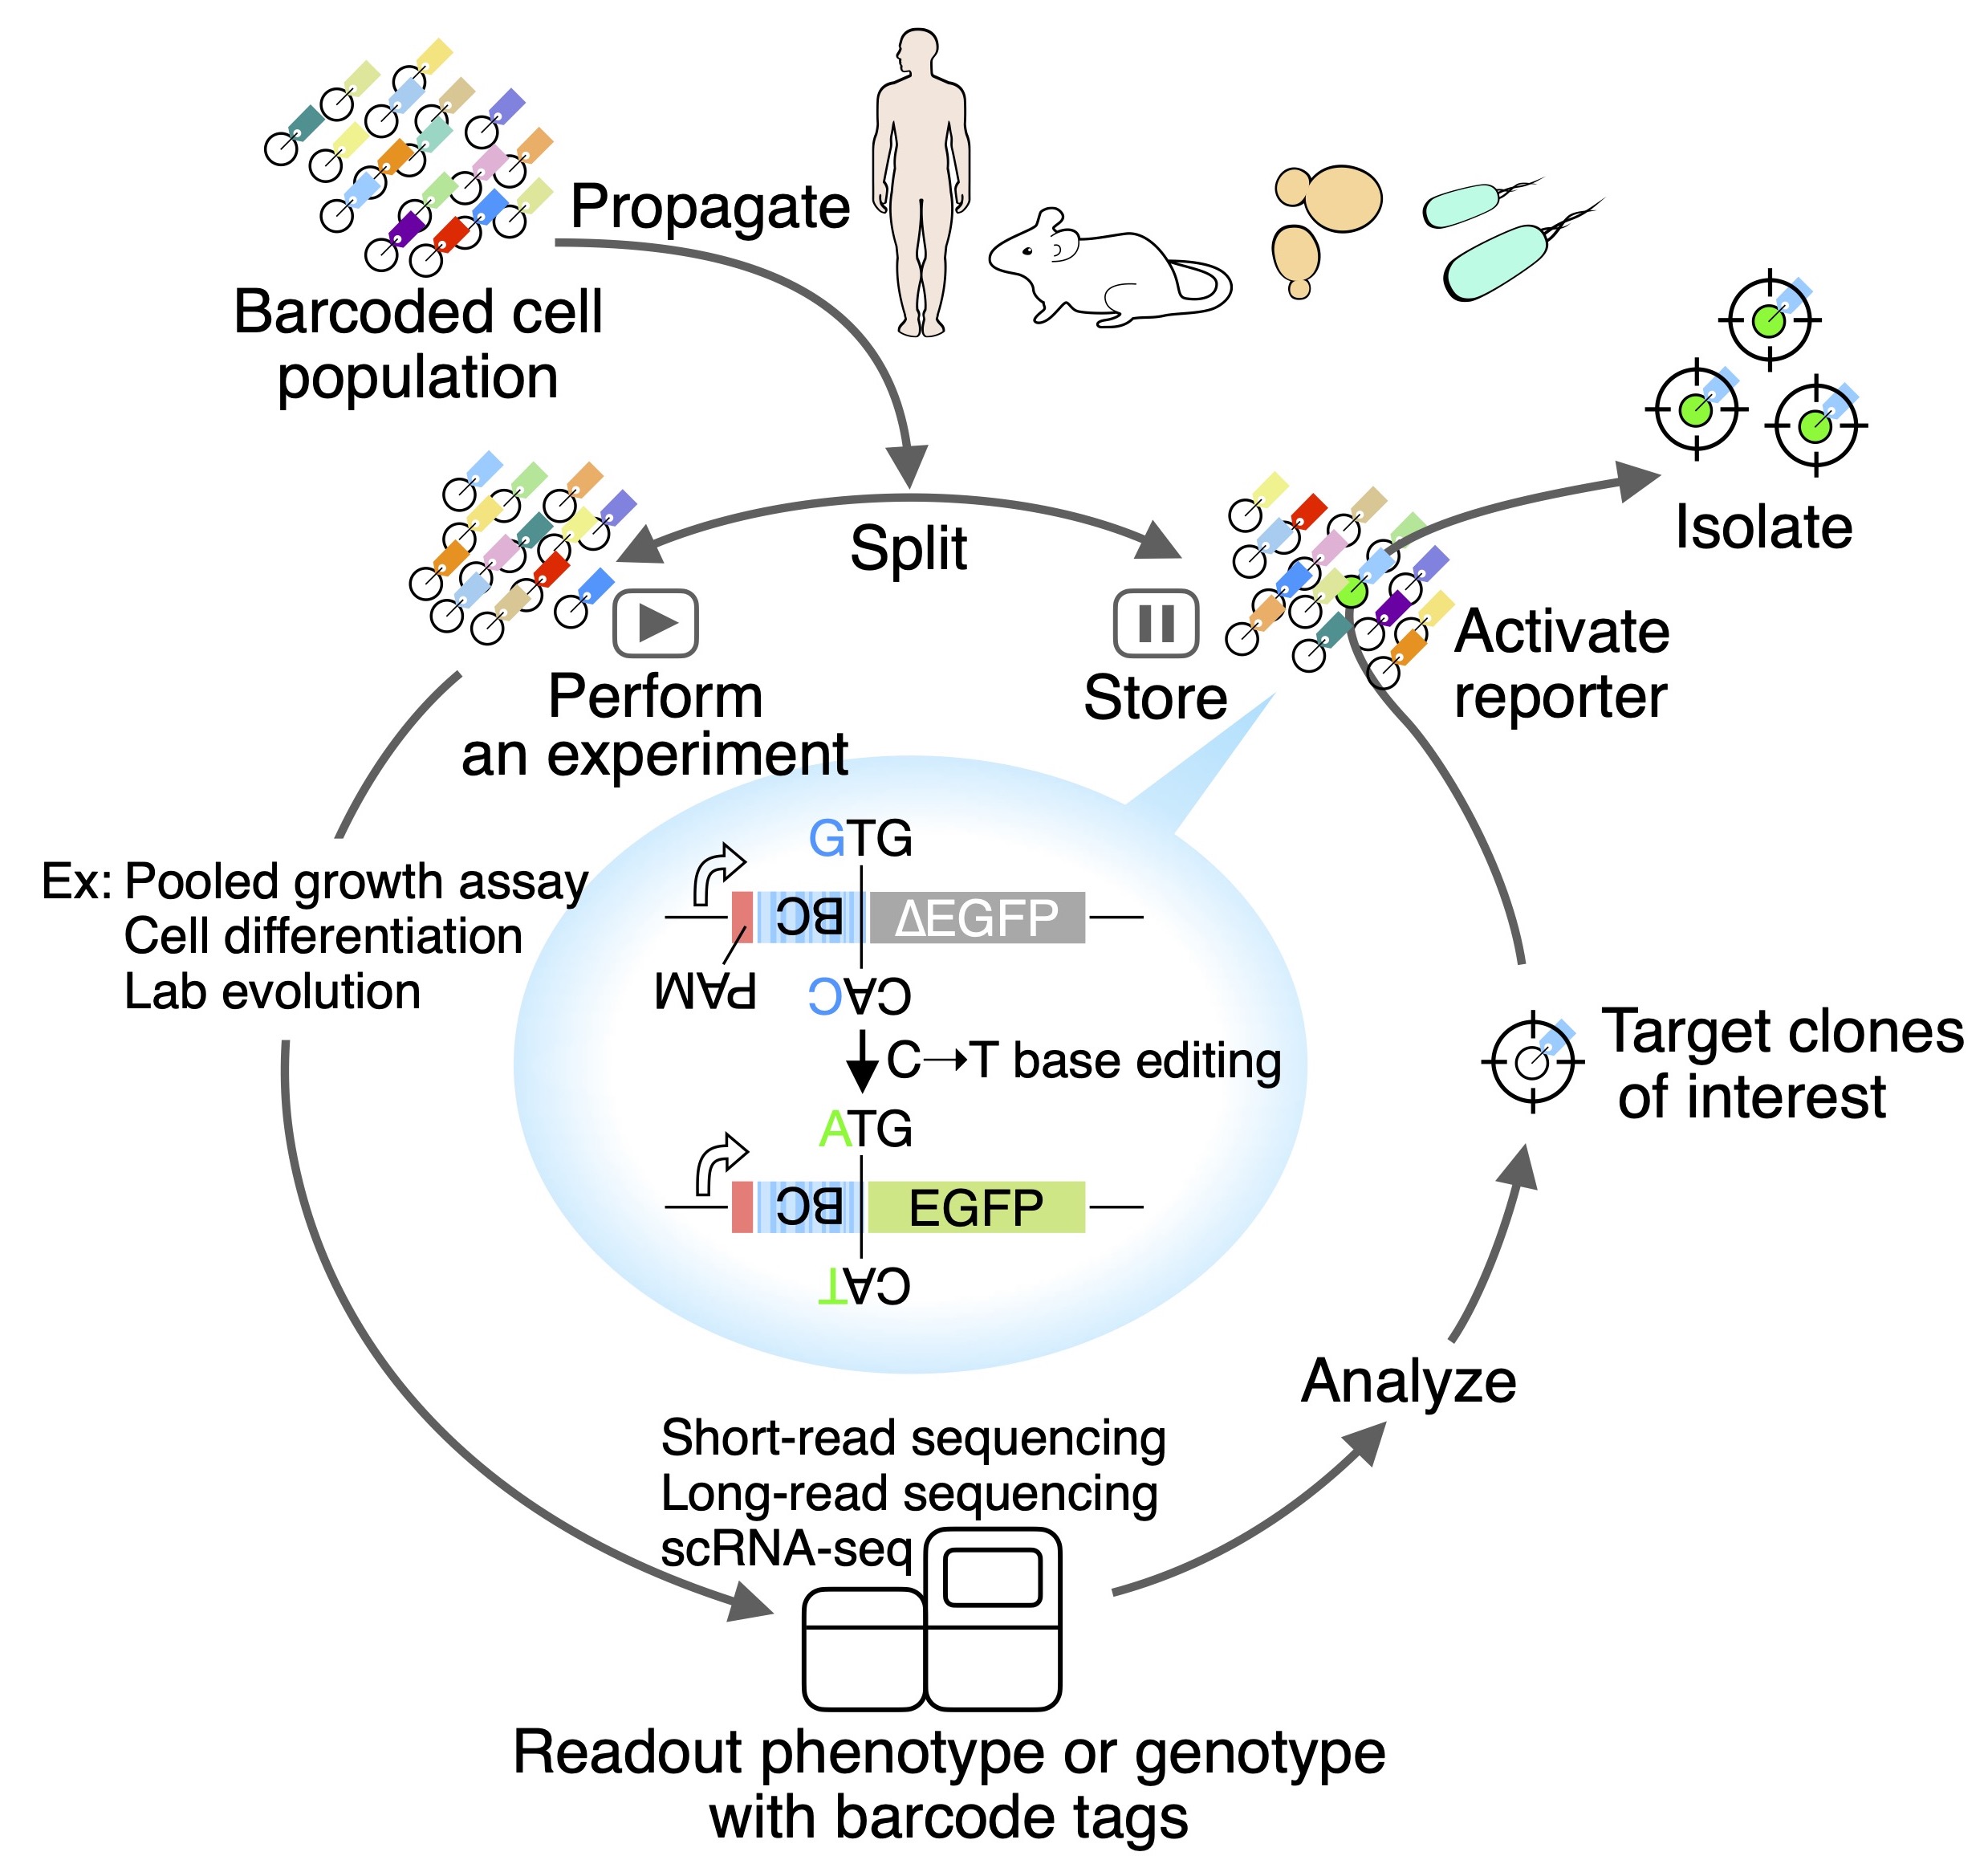 Propagate
Barcoded cell
population
Split
Isolate
Perform
an experiment
Store
Activate
reporter
Ex: Pooled growth assay
Cell differentiation
Lab evolution
GTG
BC
ΔEGFP
PAM
CAC
C→T base editing
ATG
BC
EGFP
CAT
Target clones
of interest
Analyze
Short-read sequencing
Long-read sequencing
scRNA-seq
Readout phenotype or genotype
with barcode tags